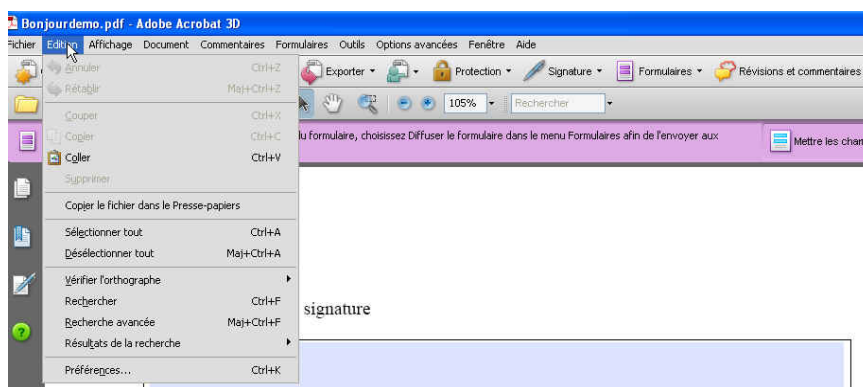 Bonjourdemo.pdf - Adobe Acrobat 3D
Fichier Edition Affichage Document Commentaires Formulaires Outils Options avancées Fenêtre Aide
Annuler Ctrl+Z
Exporter Protection Signature Formulaires Révisions et commentaires
Rétablir Maj+Ctrl+Z
105% Rechercher
Couper Ctrl+X
Copier Ctrl+C
lu formulaire, choisissez Diffuser le formulaire dans le menu Formulaires afin de l'envoyer aux
Mettre les chan
Coller Ctrl+V
Supprimer
Copier le fichier dans le Presse-papiers
Sélectionner tout Ctrl+A
Désélectionner tout Maj+Ctrl+A
Vérifier l'orthographe
Rechercher Ctrl+F
signature
Recherche avancée Maj+Ctrl+F
Résultats de la recherche
Préférences... Ctrl+K